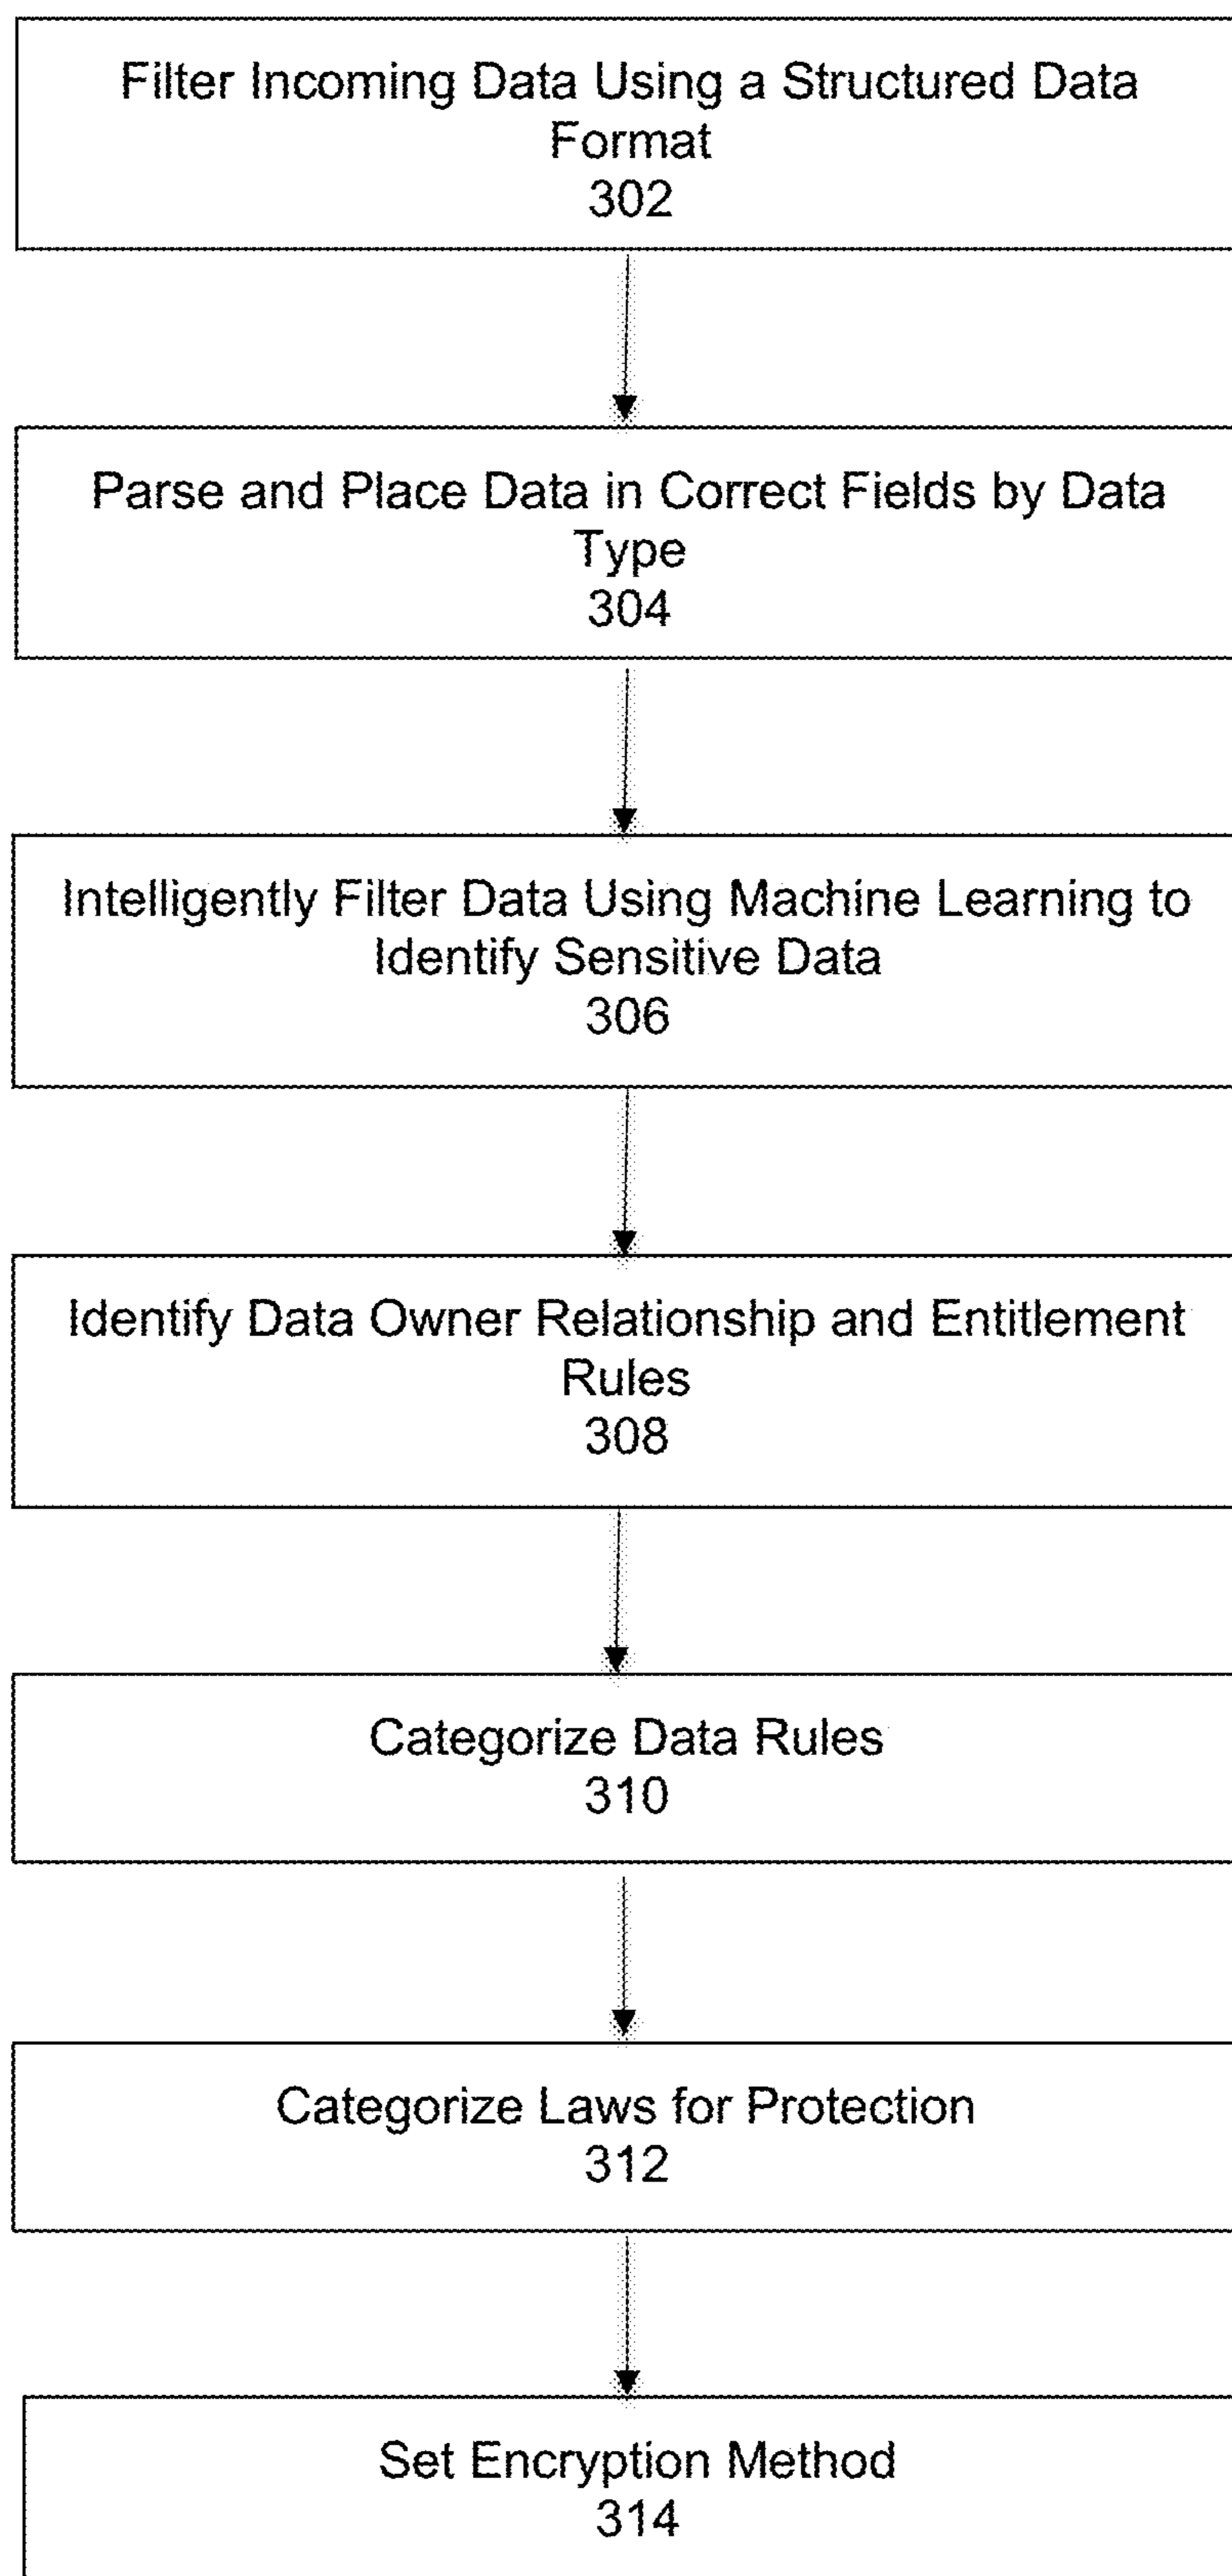 Filter Incoming Data Using a Structured Data
Format
302
Parse and Place Data in Correct Fields by Data
Type
304
Intelligently Filter Data Using Machine Learning to
Identify Sensitive Data
306
Identify Data Owner Relationship and Entitlement
Rules
308
Categorize Data Rules
310
Categorize Laws for Protection
312
Set Encryption Method
314